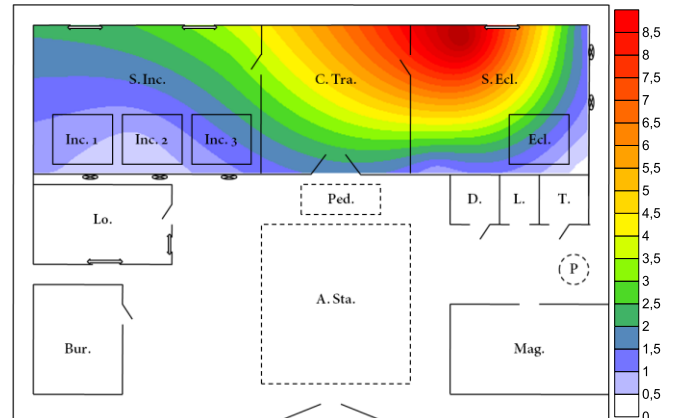 S. Inc.
C. Tra.
S. Ecl.
Inc. 1
Inc. 2
Inc. 3
Ecl.
Lo.
Ped.
D.
L.
T.
P
A. Sta.
Bur.
Mag.
8,5
8
7,5
7
6,5
6
5,5
5
4,5
4
3,5
3
2,5
2
1,5
1
0,5
0